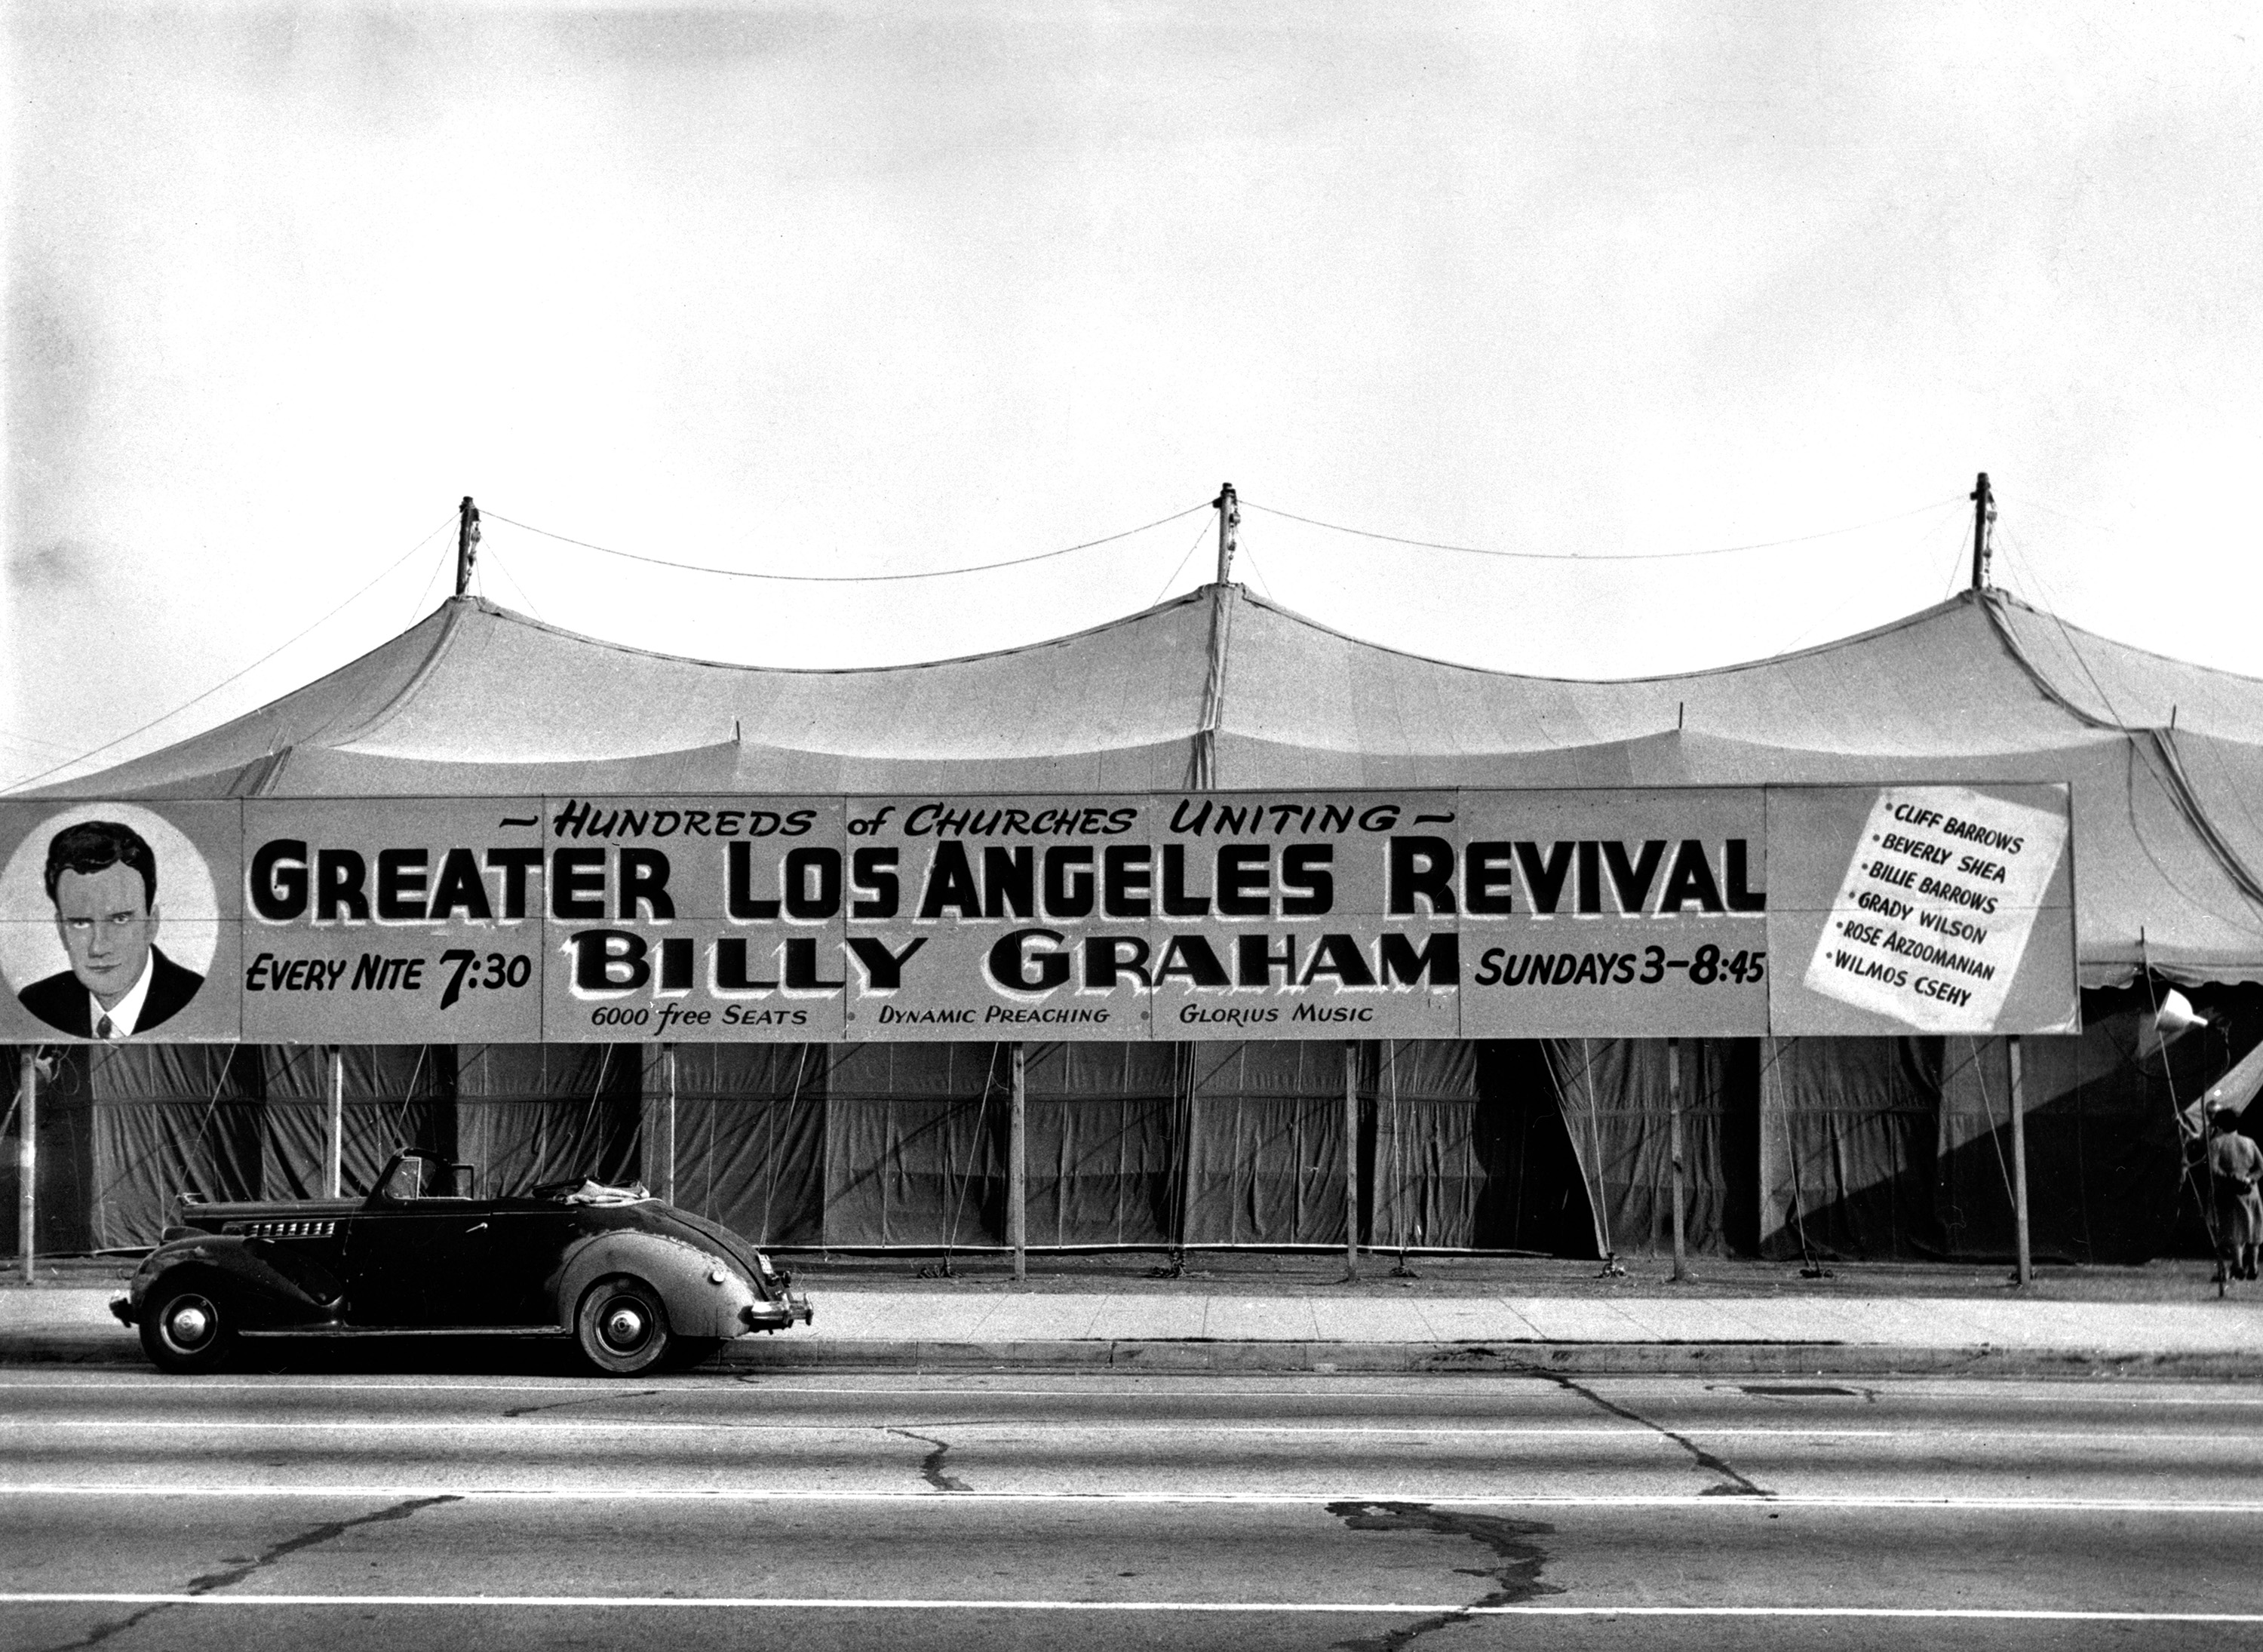 ~ HUNDREDS of CHURCHES UNITING ~
GREATER LOS ANGELES REVIVAL
EVERY NITE 7:30
BILLY GRAHAM
SUNDAYS 3-8:45
6000 free SEATS • DYNAMIC PREACHING • GLORIUS MUSIC
• CLIFF BARROWS
• BEVERLY SHEA
• BILLIE BARROWS
• GRADY WILSON
• ROSE ARZOOMANIAN
• WILMOS CSEHY